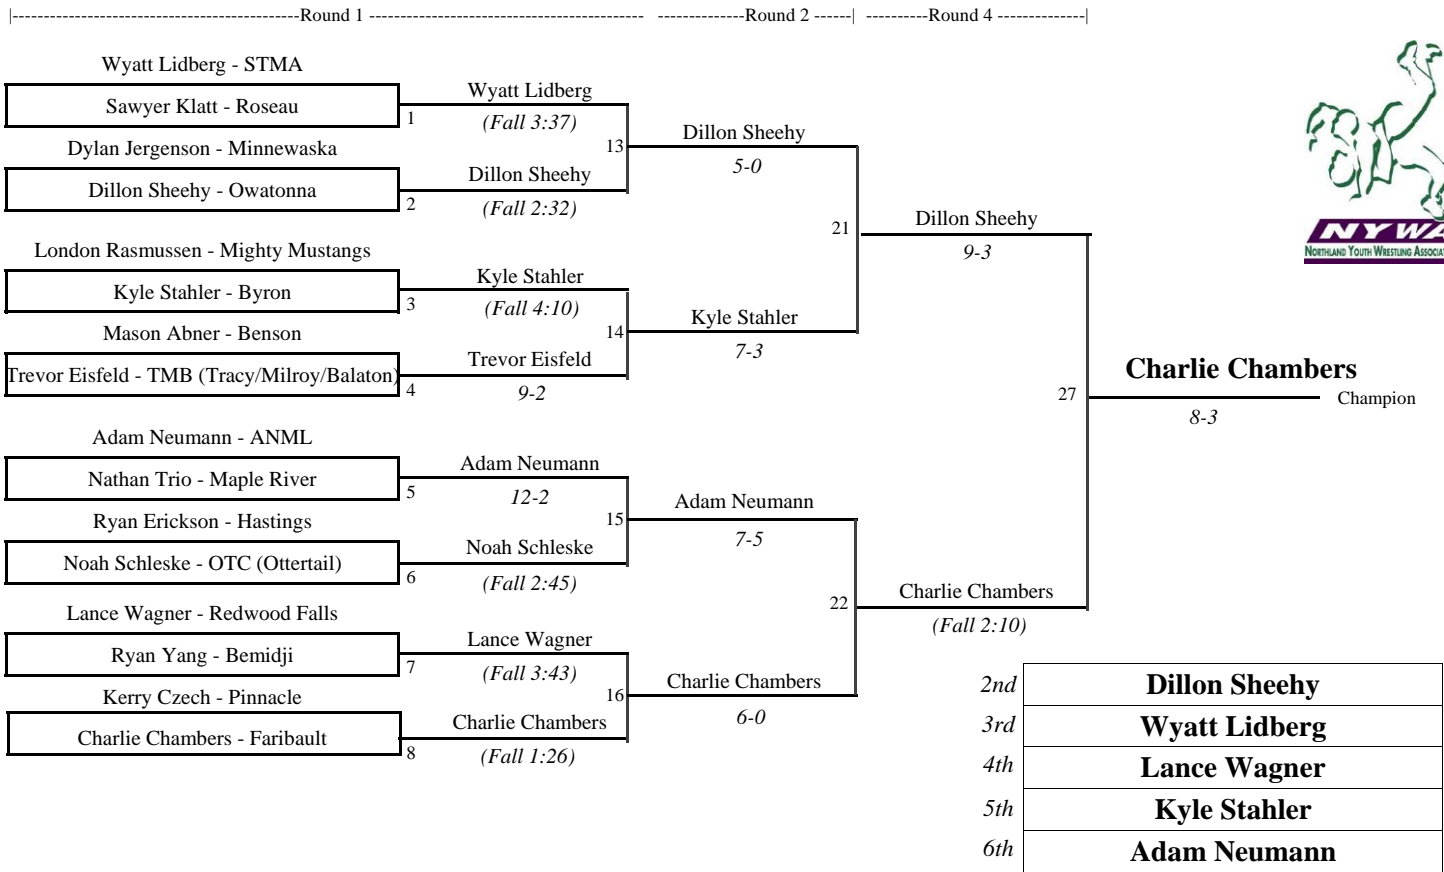 |-----------------------------------------Round 1 --------------------------------------- --------------Round 2 ------| ----------Round 4 --------------|
Wyatt Lidberg - STMA
Sawyer Klatt - Roseau
1
Wyatt Lidberg
(Fall 3:37)
Dylan Jergenson - Minnewaska
Dillon Sheehy - Owatonna
2
Dillon Sheehy
(Fall 2:32)
13
Dillon Sheehy
5-0
London Rasmussen - Mighty Mustangs
Kyle Stahler - Byron
3
Kyle Stahler
(Fall 4:10)
Mason Abner - Benson
Trevor Eisfeld - TMB (Tracy/Milroy/Balaton)
4
Trevor Eisfeld
9-2
14
Kyle Stahler
7-3
21
Dillon Sheehy
9-3
Adam Neumann - ANML
Nathan Trio - Maple River
5
Adam Neumann
12-2
Ryan Erickson - Hastings
Noah Schleske - OTC (Ottertail)
6
Noah Schleske
(Fall 2:45)
15
Adam Neumann
7-5
Lance Wagner - Redwood Falls
Ryan Yang - Bemidji
7
Lance Wagner
(Fall 3:43)
Kerry Czech - Pinnacle
Charlie Chambers - Faribault
8
Charlie Chambers
(Fall 1:26)
16
Charlie Chambers
6-0
22
Charlie Chambers
(Fall 2:10)
27
Charlie Chambers
Champion
8-3
NYWA
Northland Youth Wrestling Associat
2nd Dillon Sheehy
3rd Wyatt Lidberg
4th Lance Wagner
5th Kyle Stahler
6th Adam Neumann